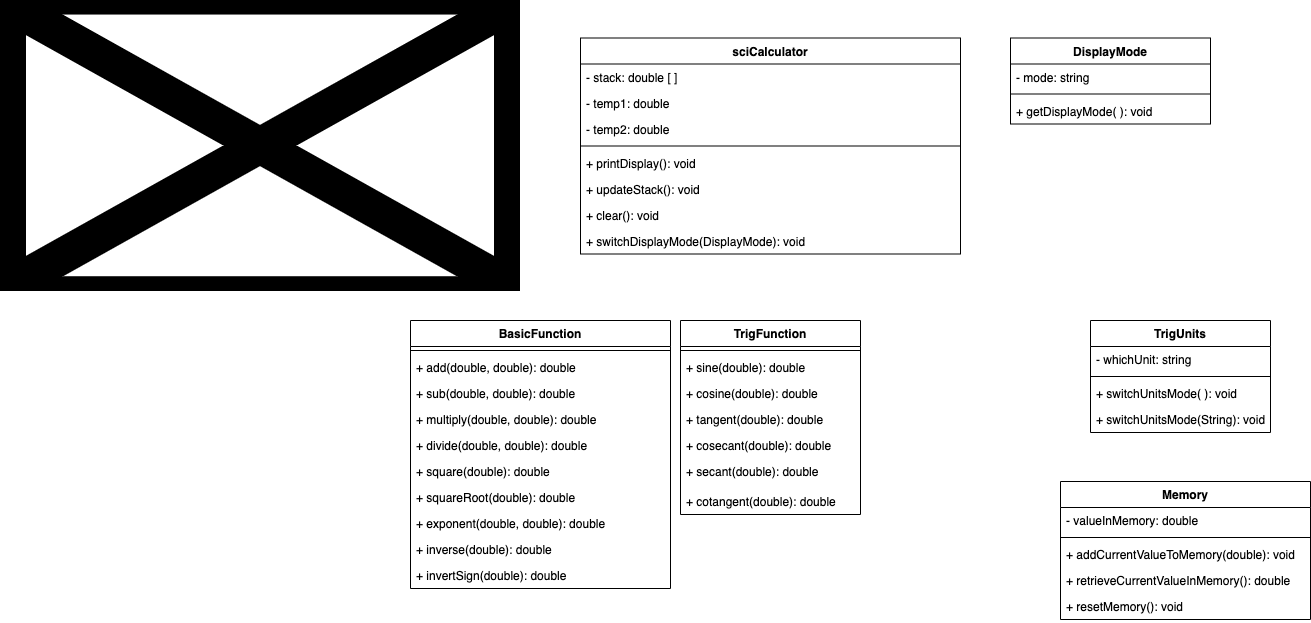 sciCalculator
- stack: double [ ]
- temp1: double
- temp2: double
+ printDisplay(): void
+ updateStack(): void
+ clear(): void
+ switchDisplayMode(DisplayMode): void
DisplayMode
- mode: string
+ getDisplayMode( ): void
BasicFunction
+ add(double, double): double
+ sub(double, double): double
+ multiply(double, double): double
+ divide(double, double): double
+ square(double): double
+ squareRoot(double): double
+ exponent(double, double): double
+ inverse(double): double
+ invertSign(double): double
TrigFunction
+ sine(double): double
+ cosine(double): double
+ tangent(double): double
+ cosecant(double): double
+ secant(double): double
+ cotangent(double): double
TrigUnits
- whichUnit: string
+ switchUnitsMode( ): void
+ switchUnitsMode(String): void
Memory
- valueInMemory: double
+ addCurrentValueToMemory(double): void
+ retrieveCurrentValueInMemory(): double
+ resetMemory(): void